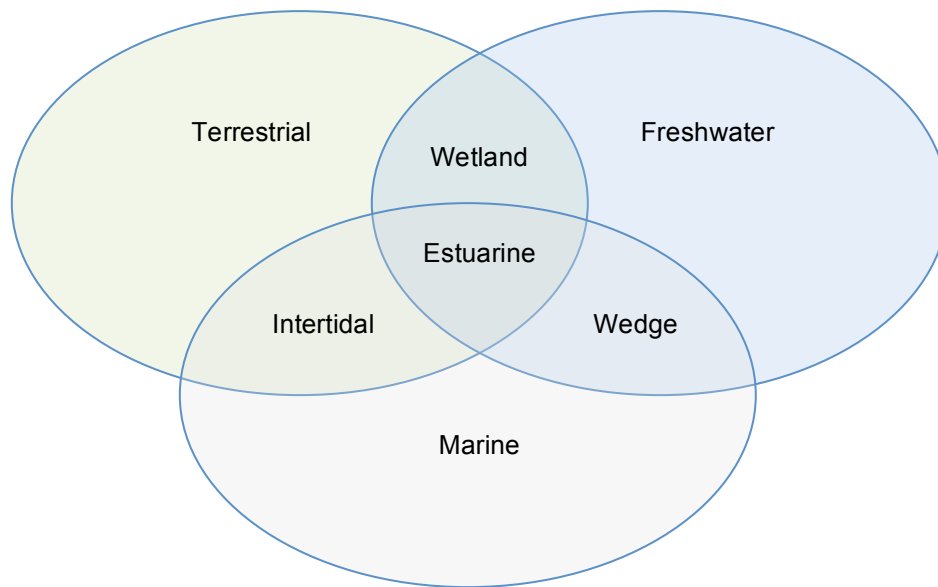 Terrestrial
Freshwater
Wetland
Estuarine
Intertidal
Wedge
Marine